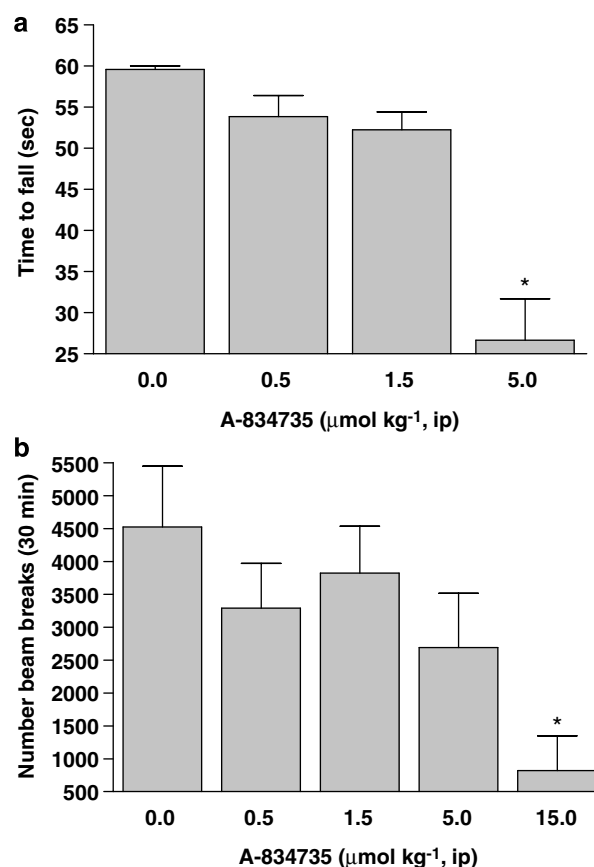 a
Time to fall (sec)
60
55
50
45
40
35
30
25
*
0.0 0.5 1.5 5.0
A-834735 (μmol kg-1, ip)
b
Number beam breaks (30 min)
5500
5000
4500
4000
3500
3000
2500
2000
1500
1000
500
*
0.0 0.5 1.5 5.0 15.0
A-834735 (μmol kg-1, ip)